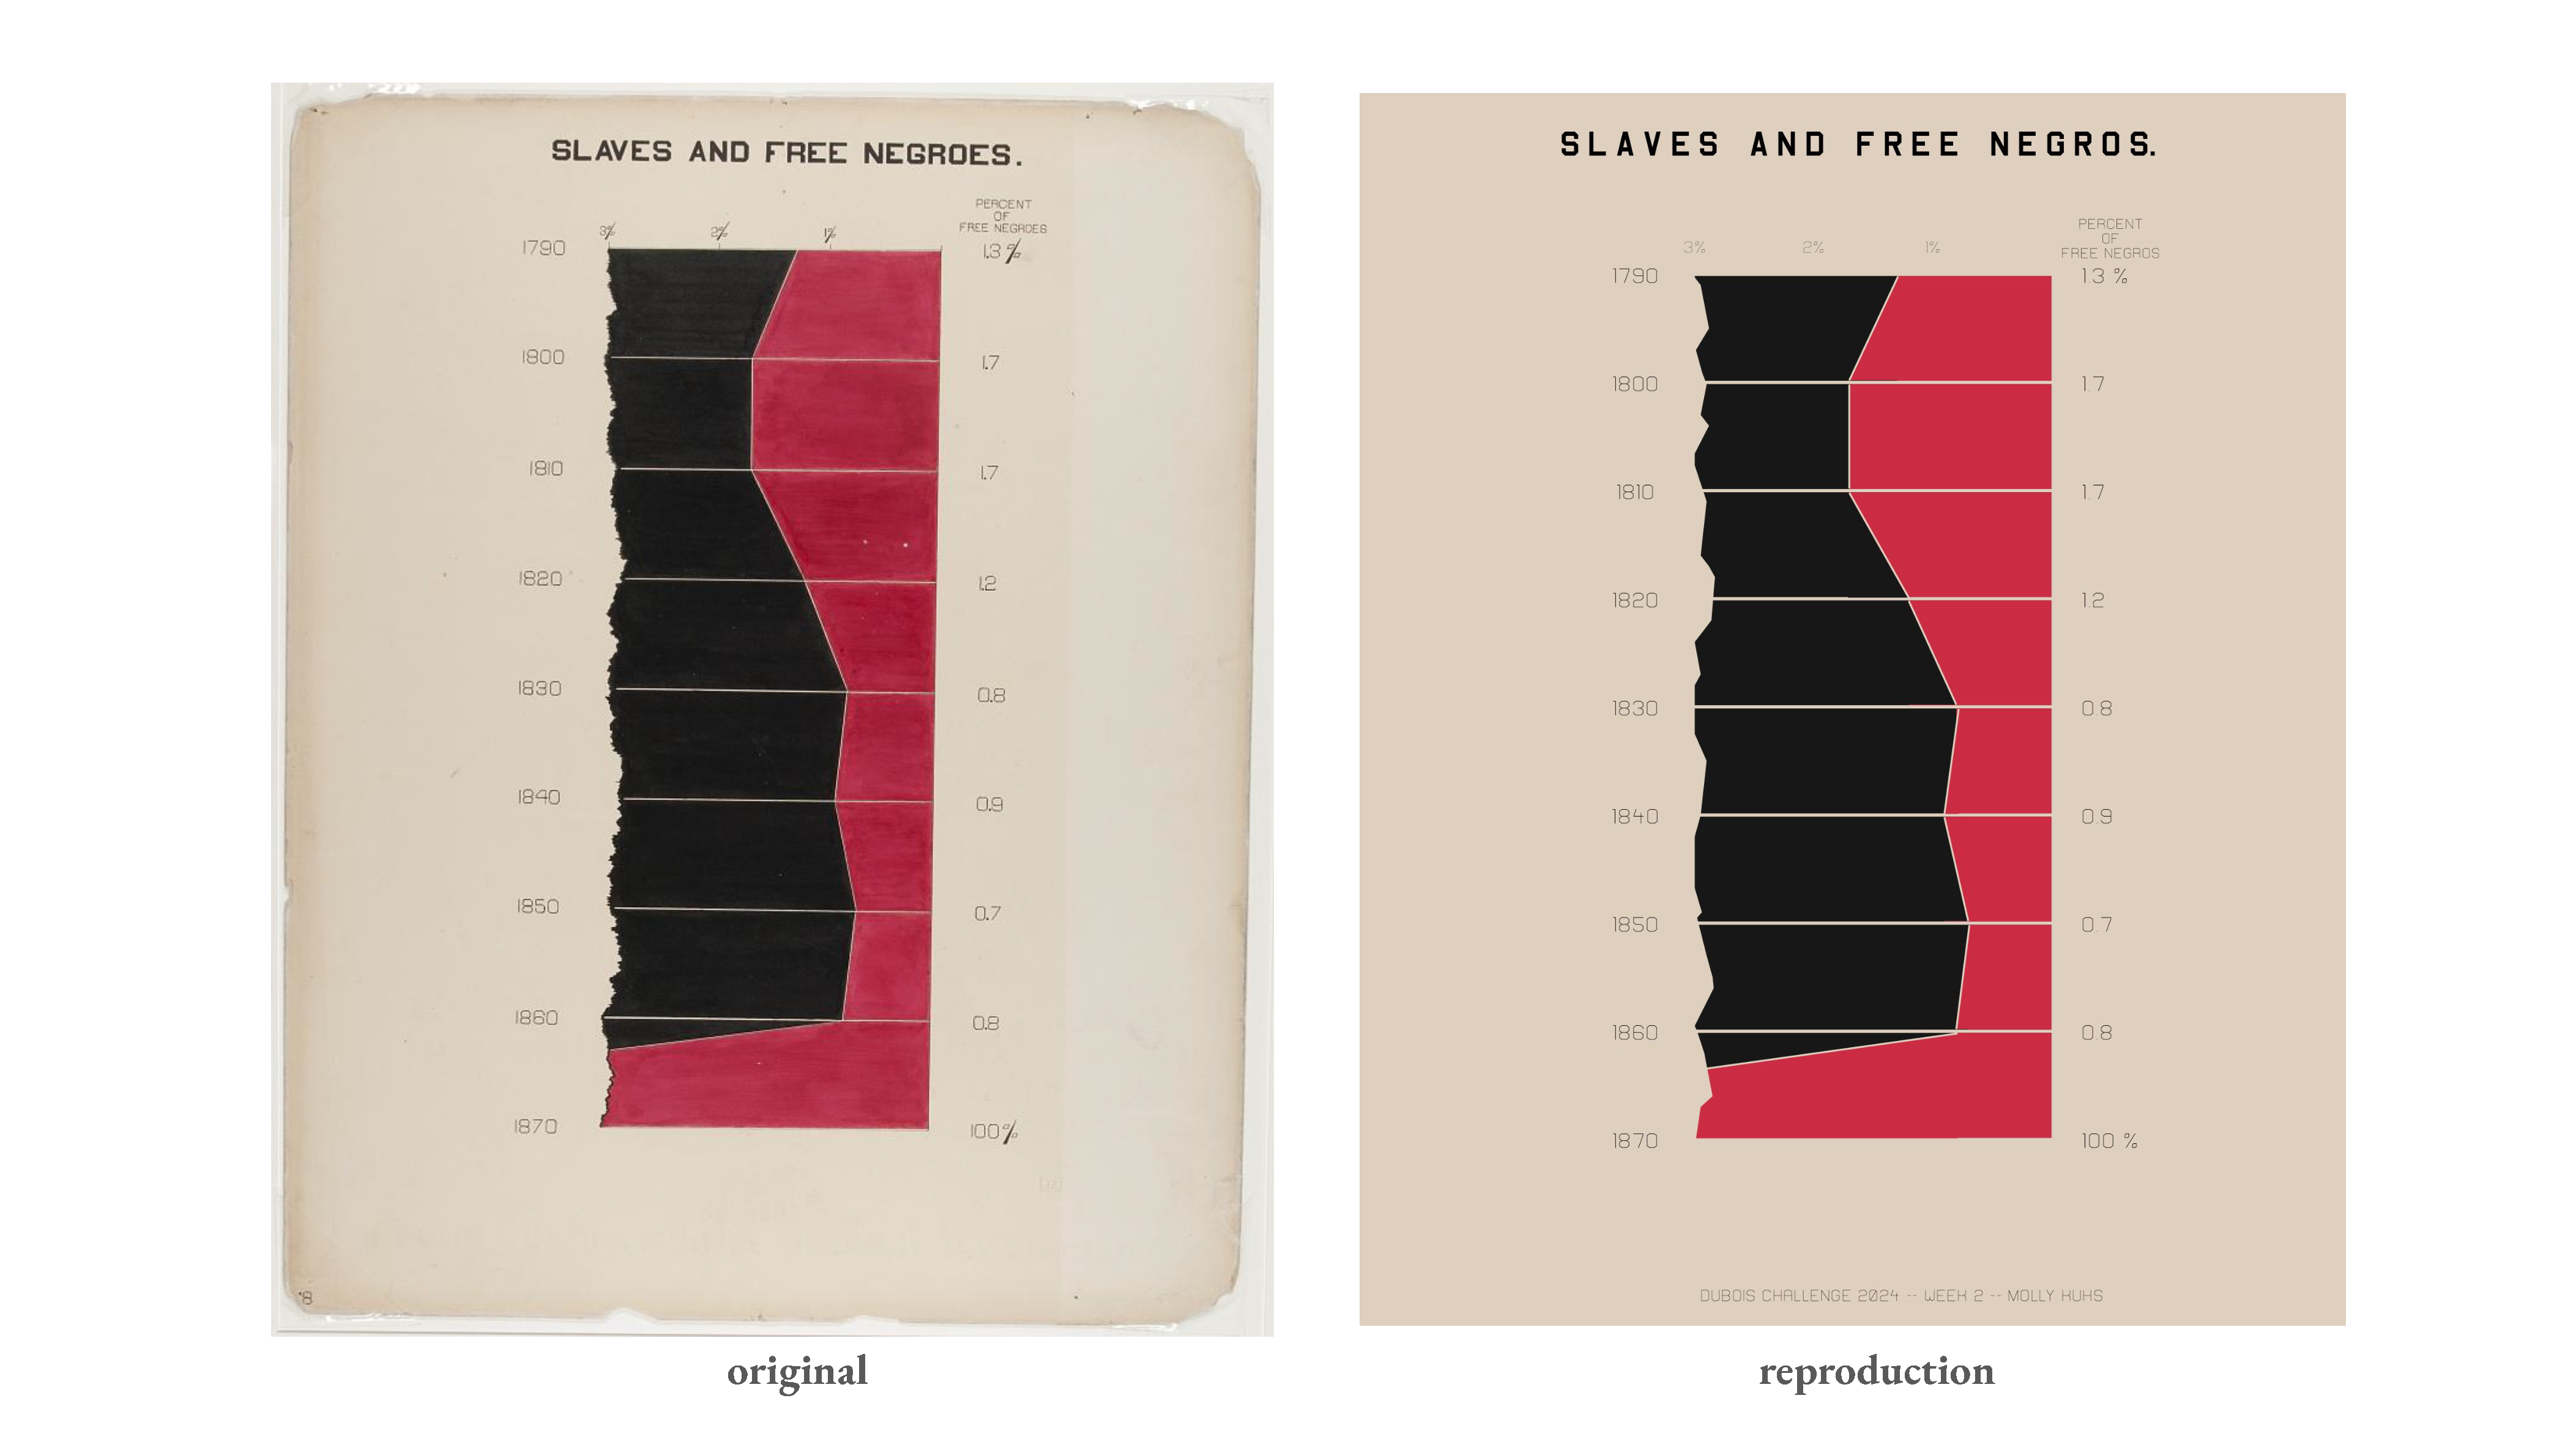 SLAVES AND FREE NEGROES.
PERCENT
OF
FREE NEGROES
3% 2% 1%
1790 1.3 %
1800 1.7
1810 1.7
1820 1.2
1830 0.8
1840 0.9
1850 0.7
1860 0.8
1870 100%
8
original
SLAVES AND FREE NEGROS.
PERCENT
OF
FREE NEGROS
3% 2% 1%
1790 1.3 %
1800 1.7
1810 1.7
1820 1.2
1830 0.8
1840 0.9
1850 0.7
1860 0.8
1870 100 %
DUBOIS CHALLENGE 2024 -- WEEK 2 -- MOLLY KUHS
reproduction